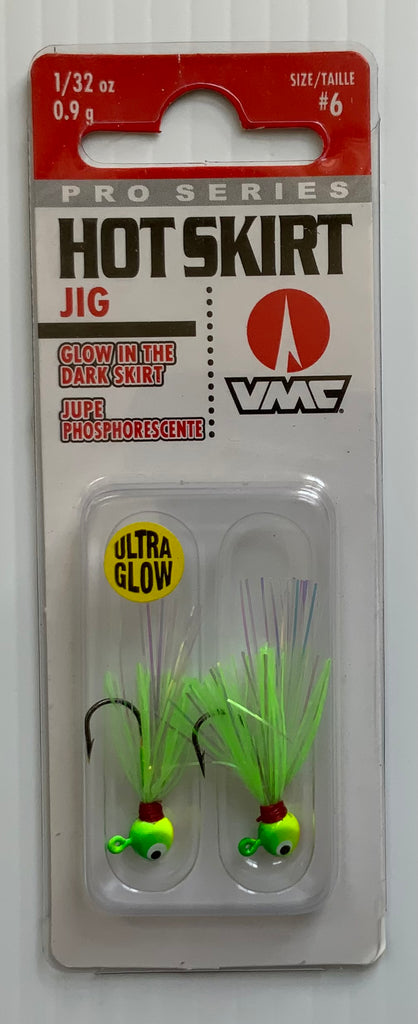 1/32 oz
0.9 g
SIZE/TAILLE
#6
PRO SERIES
HOT SKIRT
JIG
GLOW IN THE
DARK SKIRT
JUPE
PHOSPHORESCENTE
VMC®
ULTRA
GLOW